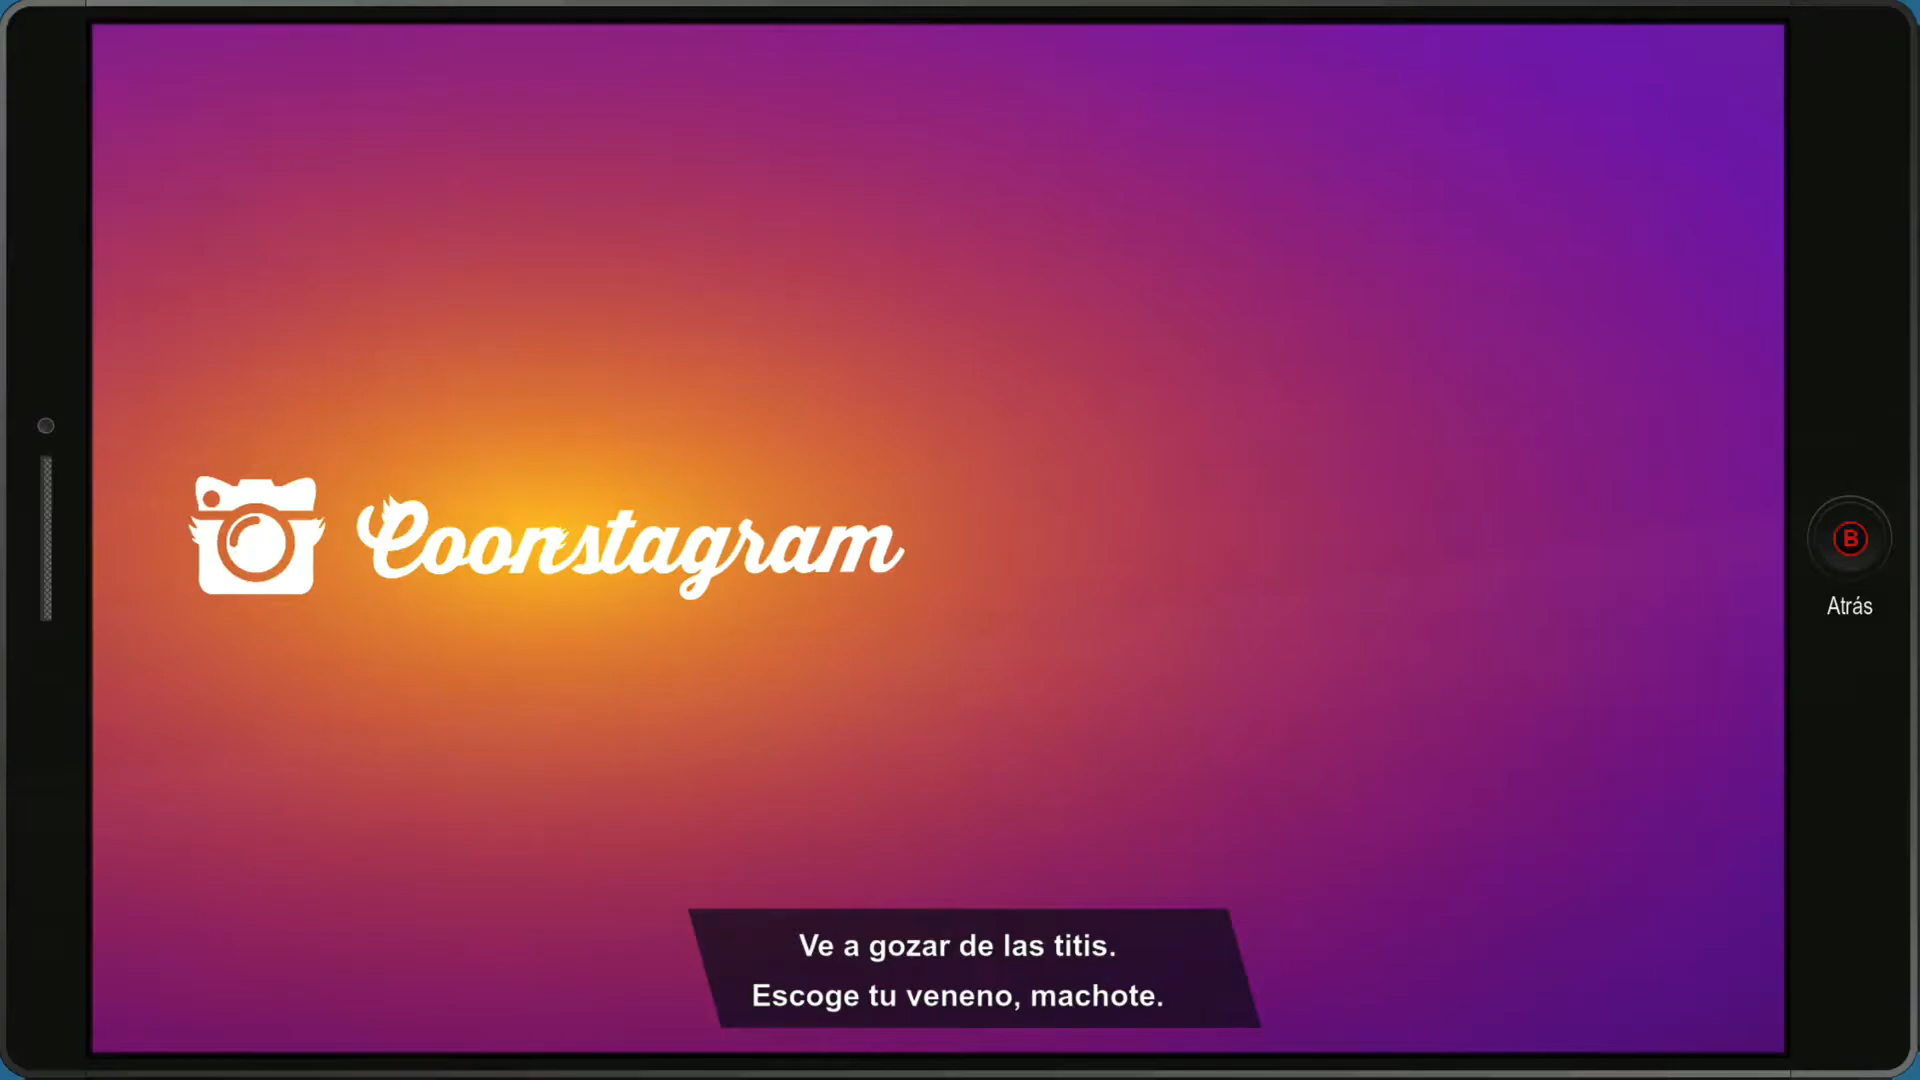 Coonstagram
B
Atrás
Ve a gozar de las titis.
Escoge tu veneno, machote.